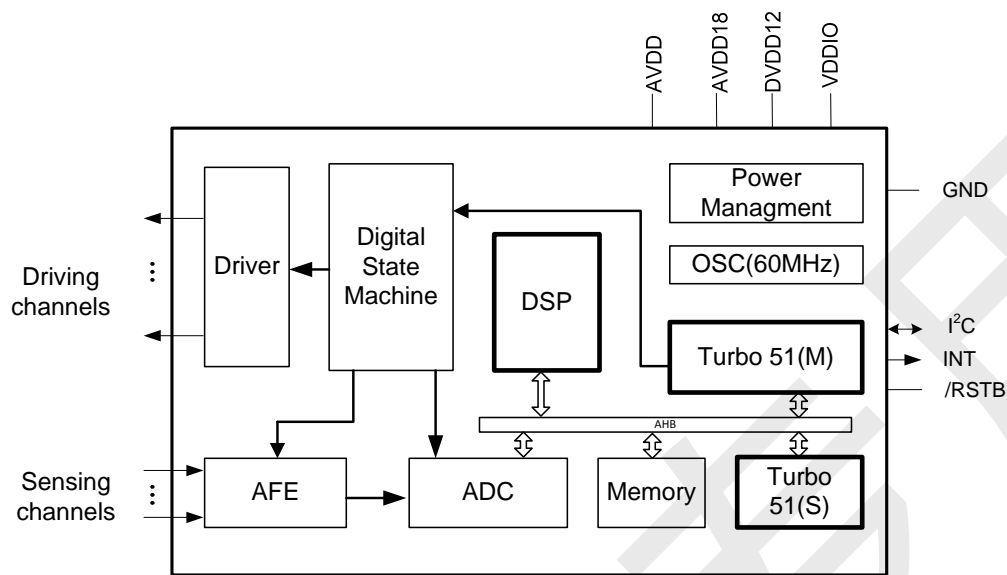 AVDD
AVDD18
DVDD12
VDDIO
Power
Managment
GND
Driver
Digital
State
Machine
OSC(60MHz)
DSP
Driving
channels
I²C
Turbo 51(M)
INT
/RSTB
AHB
Sensing
channels
AFE
ADC
Memory
Turbo
51(S)